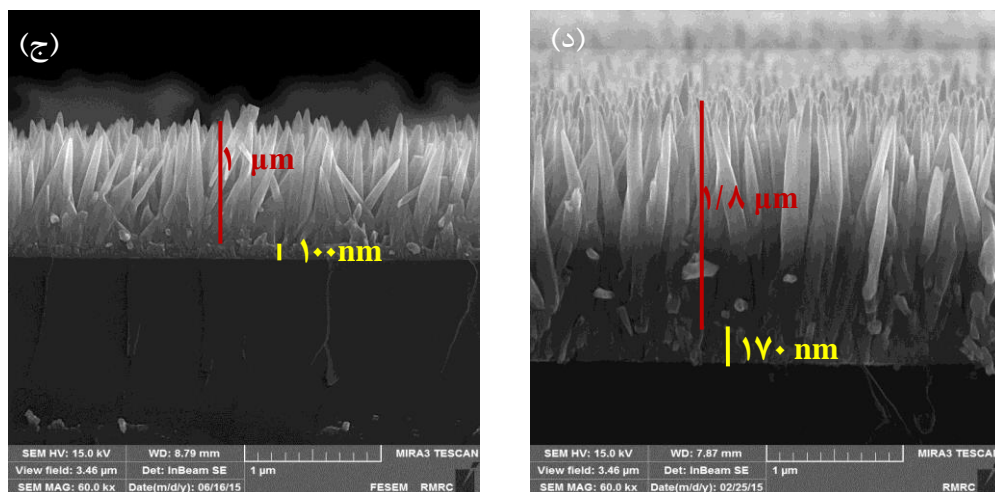 (ج)
۱ µm
۱۰۰nm
SEM HV: 15.0 kV WD: 8.79 mm MIRA3 TESCAN
View field: 3.46 µm Det: InBeam SE 1 µm
SEM MAG: 60.0 kx Date(m/d/y): 06/16/15 FESEM RMRC
(د)
۱/۸ µm
۱۷۰ nm
SEM HV: 15.0 kV WD: 7.87 mm MIRA3 TESCAN
View field: 3.46 µm Det: InBeam SE 1 µm
SEM MAG: 60.0 kx Date(m/d/y): 02/25/15 RMRC